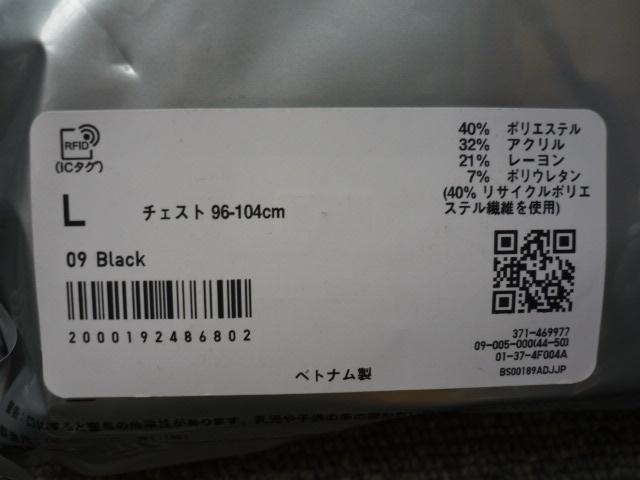 RFID
(ICタグ)
L
チェスト 96-104cm
09 Black
2000192486802
40% ポリエステル
32% アクリル
21% レーヨン
7% ポリウレタン
(40% リサイクルポリエ
ステル繊維を使用)
371-469977
09-005-000(44-50)
01-37-4F004A
BS00189ADJJP
ベトナム製